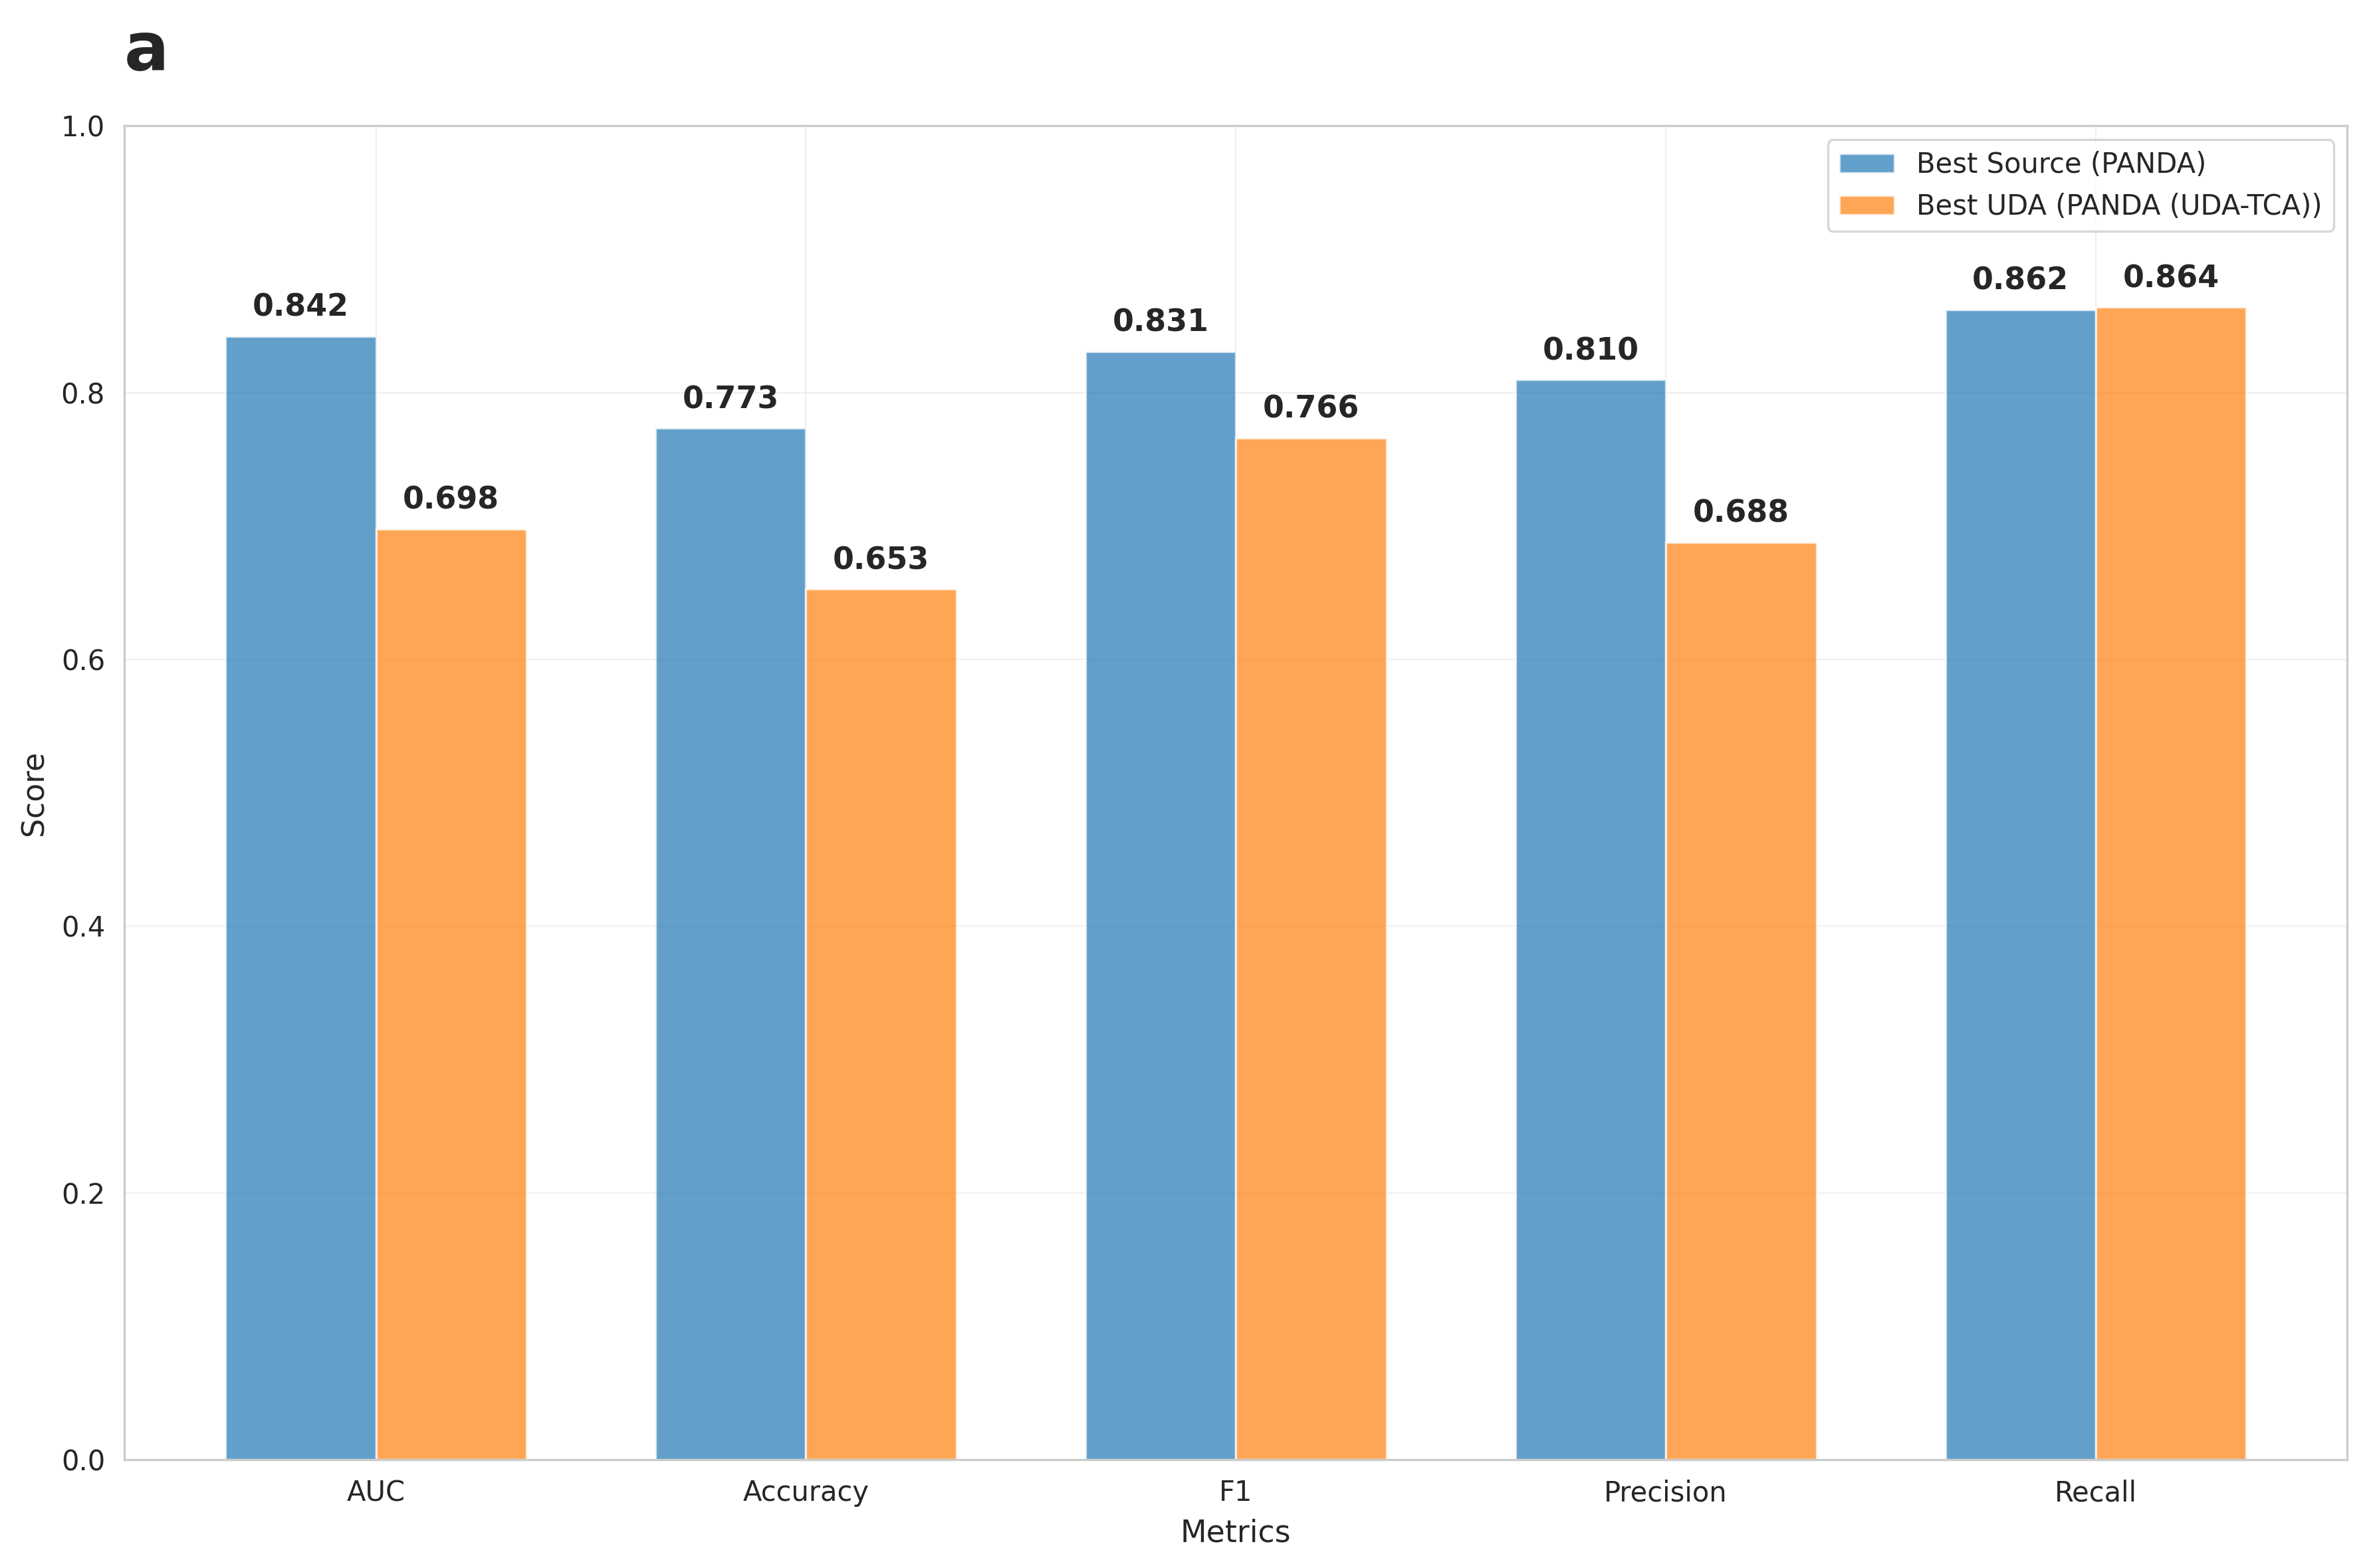 a
1.0
0.8
0.6
0.4
0.2
0.0
Score
Best Source (PANDA)
Best UDA (PANDA (UDA-TCA))
0.842
0.698
0.773
0.653
0.831
0.766
0.810
0.688
0.862
0.864
AUC
Accuracy
F1
Precision
Recall
Metrics